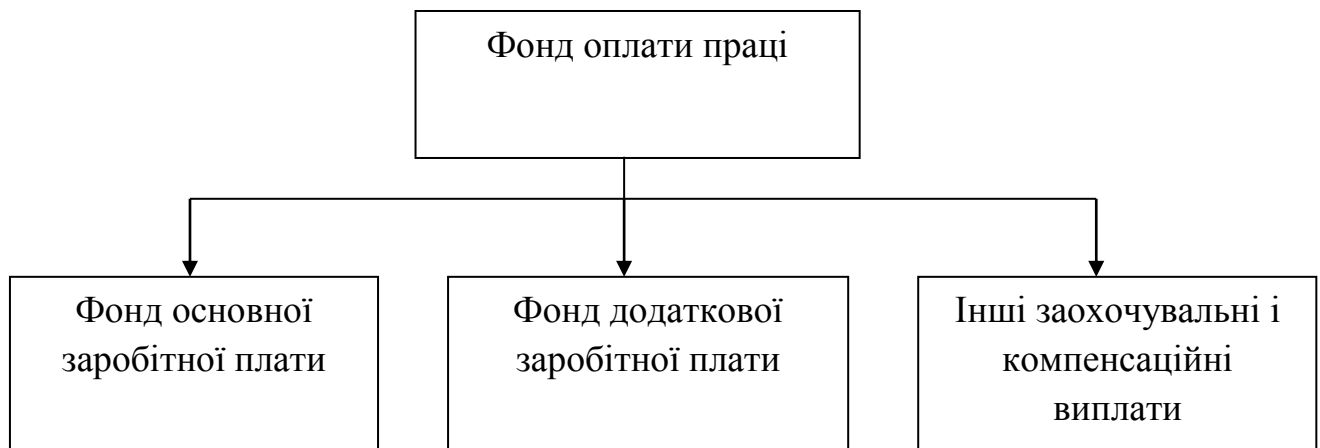 Фонд оплати праці
Фонд основної
заробітної плати
Фонд додаткової
заробітної плати
Інші заохочувальні і
компенсаційні
виплати